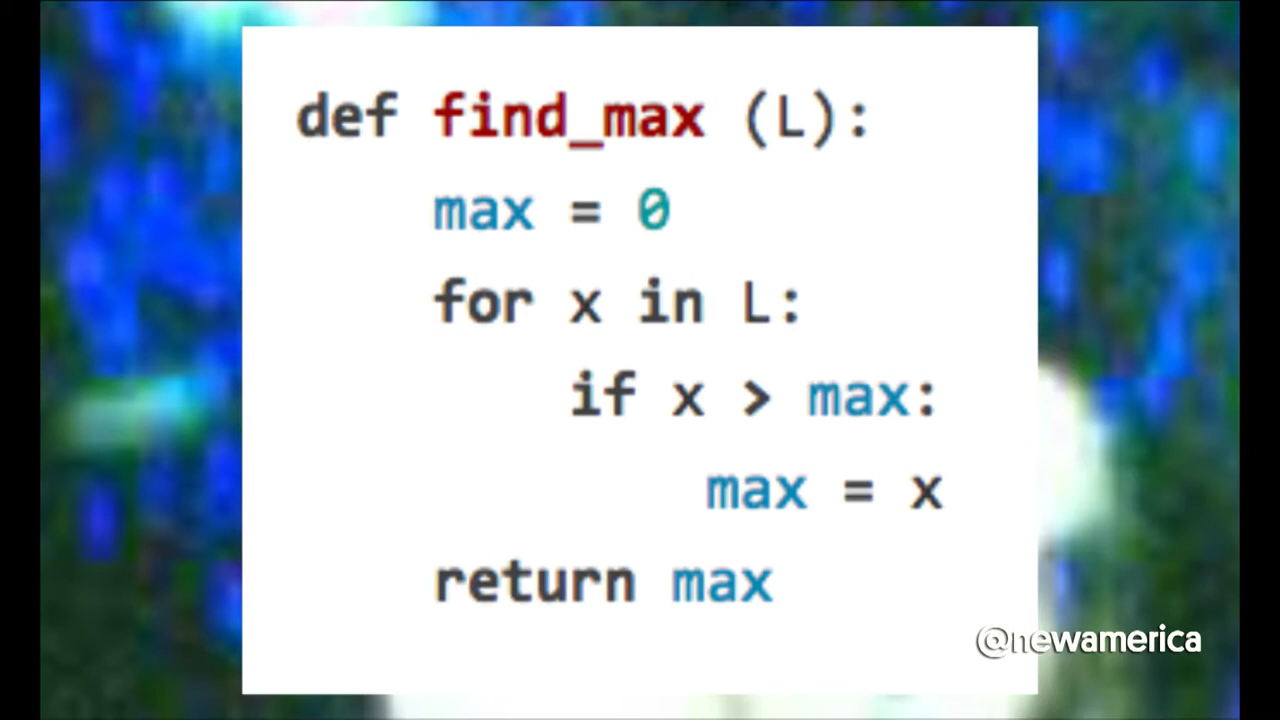 def find_max (L):
max = 0
for x in L:
if x > max:
max = x
return max
@newamerica